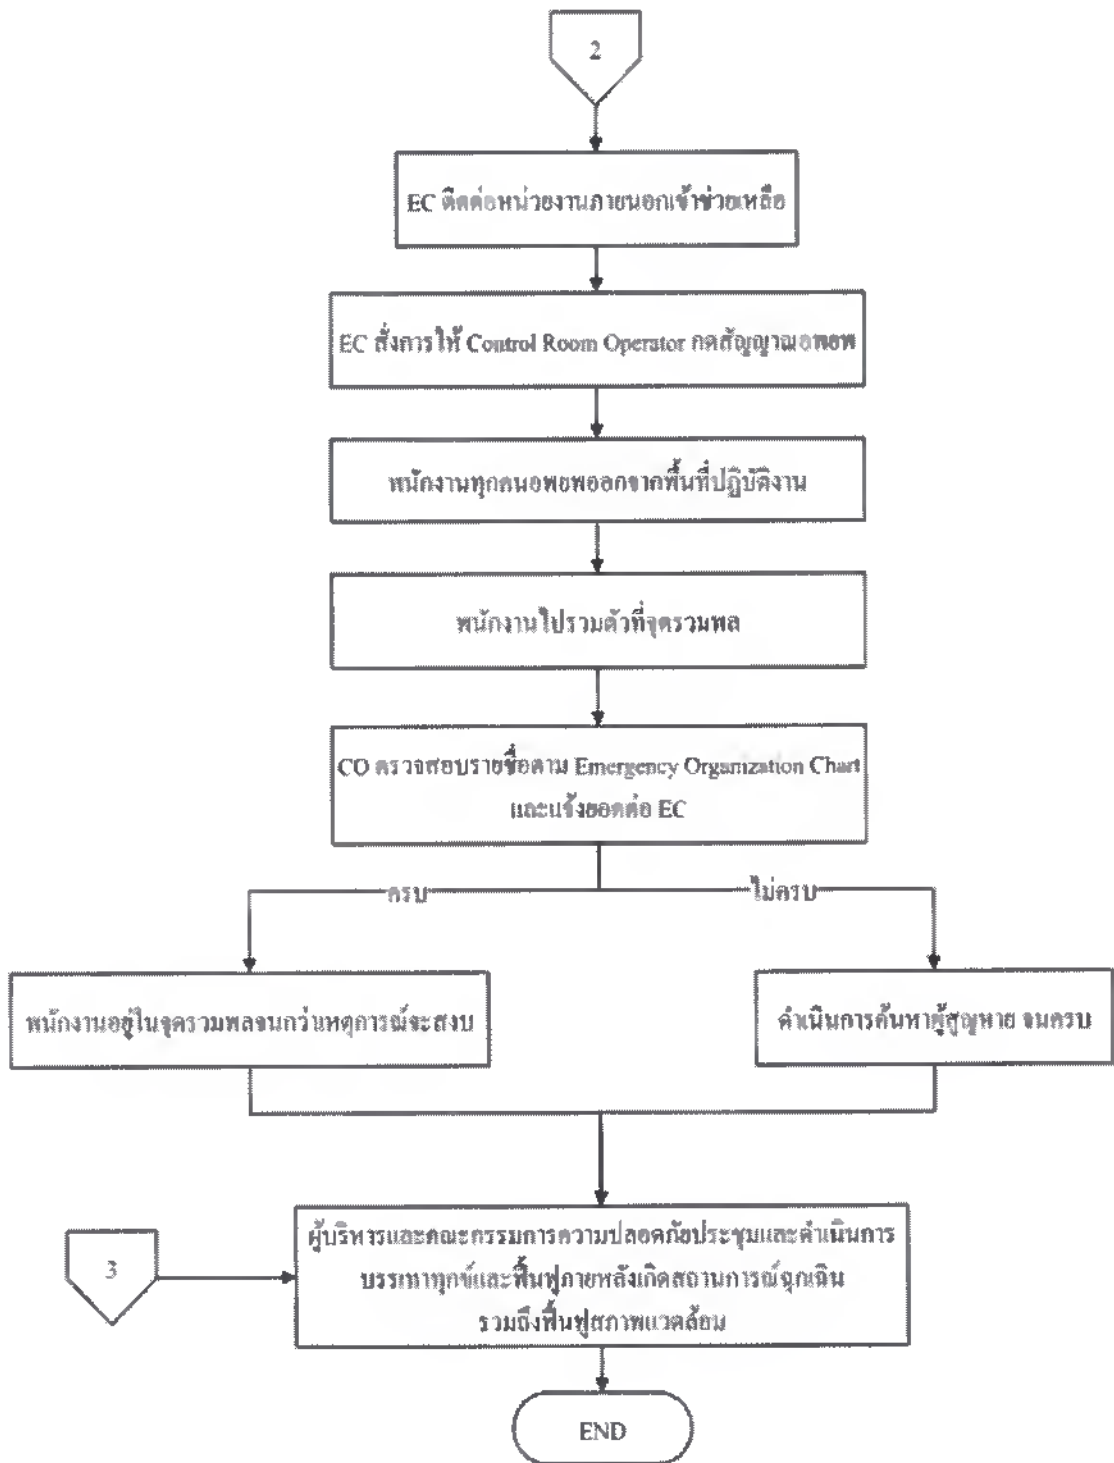 2
EC ติดต่อหน่วยงานภายนอกเข้าช่วยเหลือ
EC สั่งการให้ Control Room Operator กดสัญญาณอพยพ
พนักงานทุกคนอพยพออกจากพื้นที่ปฏิบัติงาน
พนักงานไปรวมตัวที่จุดรวมพล
CO ตรวจสอบรายชื่อตาม Emergency Organization Chart
และแจ้งยอดต่อ EC
ครบ
ไม่ครบ
พนักงานอยู่ในจุดรวมพลจนกว่าเหตุการณ์จะสงบ
ดำเนินการค้นหาผู้สูญหาย จนครบ
3
ผู้บริหารและคณะกรรมการความปลอดภัยประชุมและดำเนินการ
บรรเทาทุกข์และฟื้นฟูภายหลังเกิดสถานการณ์ฉุกเฉิน
รวมถึงฟื้นฟูสภาพแวดล้อม
END